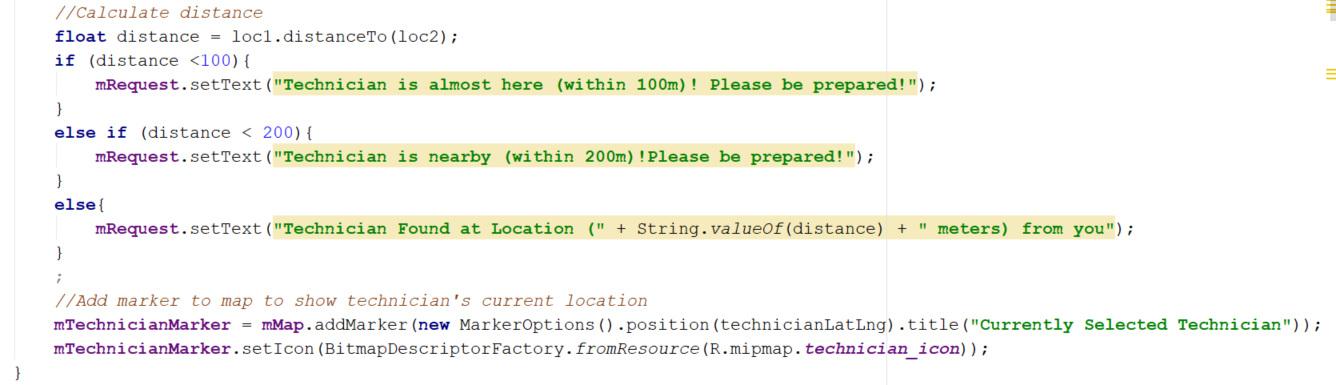 //Calculate distance
float distance = loc1.distanceTo(loc2);
if (distance <100){
mRequest.setText("Technician is almost here (within 100m)! Please be prepared!");
}
else if (distance < 200){
mRequest.setText("Technician is nearby (within 200m)!Please be prepared!");
}
else{
mRequest.setText("Technician Found at Location (" + String.valueOf(distance) + " meters) from you");
}
;
//Add marker to map to show technician's current location
mTechnicianMarker = mMap.addMarker(new MarkerOptions().position(technicianLatLng).title("Currently Selected Technician"));
mTechnicianMarker.setIcon(BitmapDescriptorFactory.fromResource(R.mipmap.technician_icon));
}